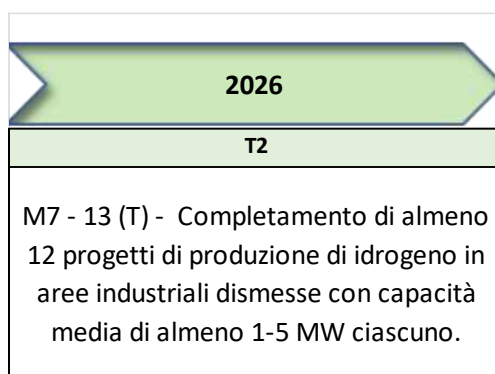 2026
T2
M7 - 13 (T) - Completamento di almeno
12 progetti di produzione di idrogeno in
aree industriali dismesse con capacità
media di almeno 1-5 MW ciascuno.